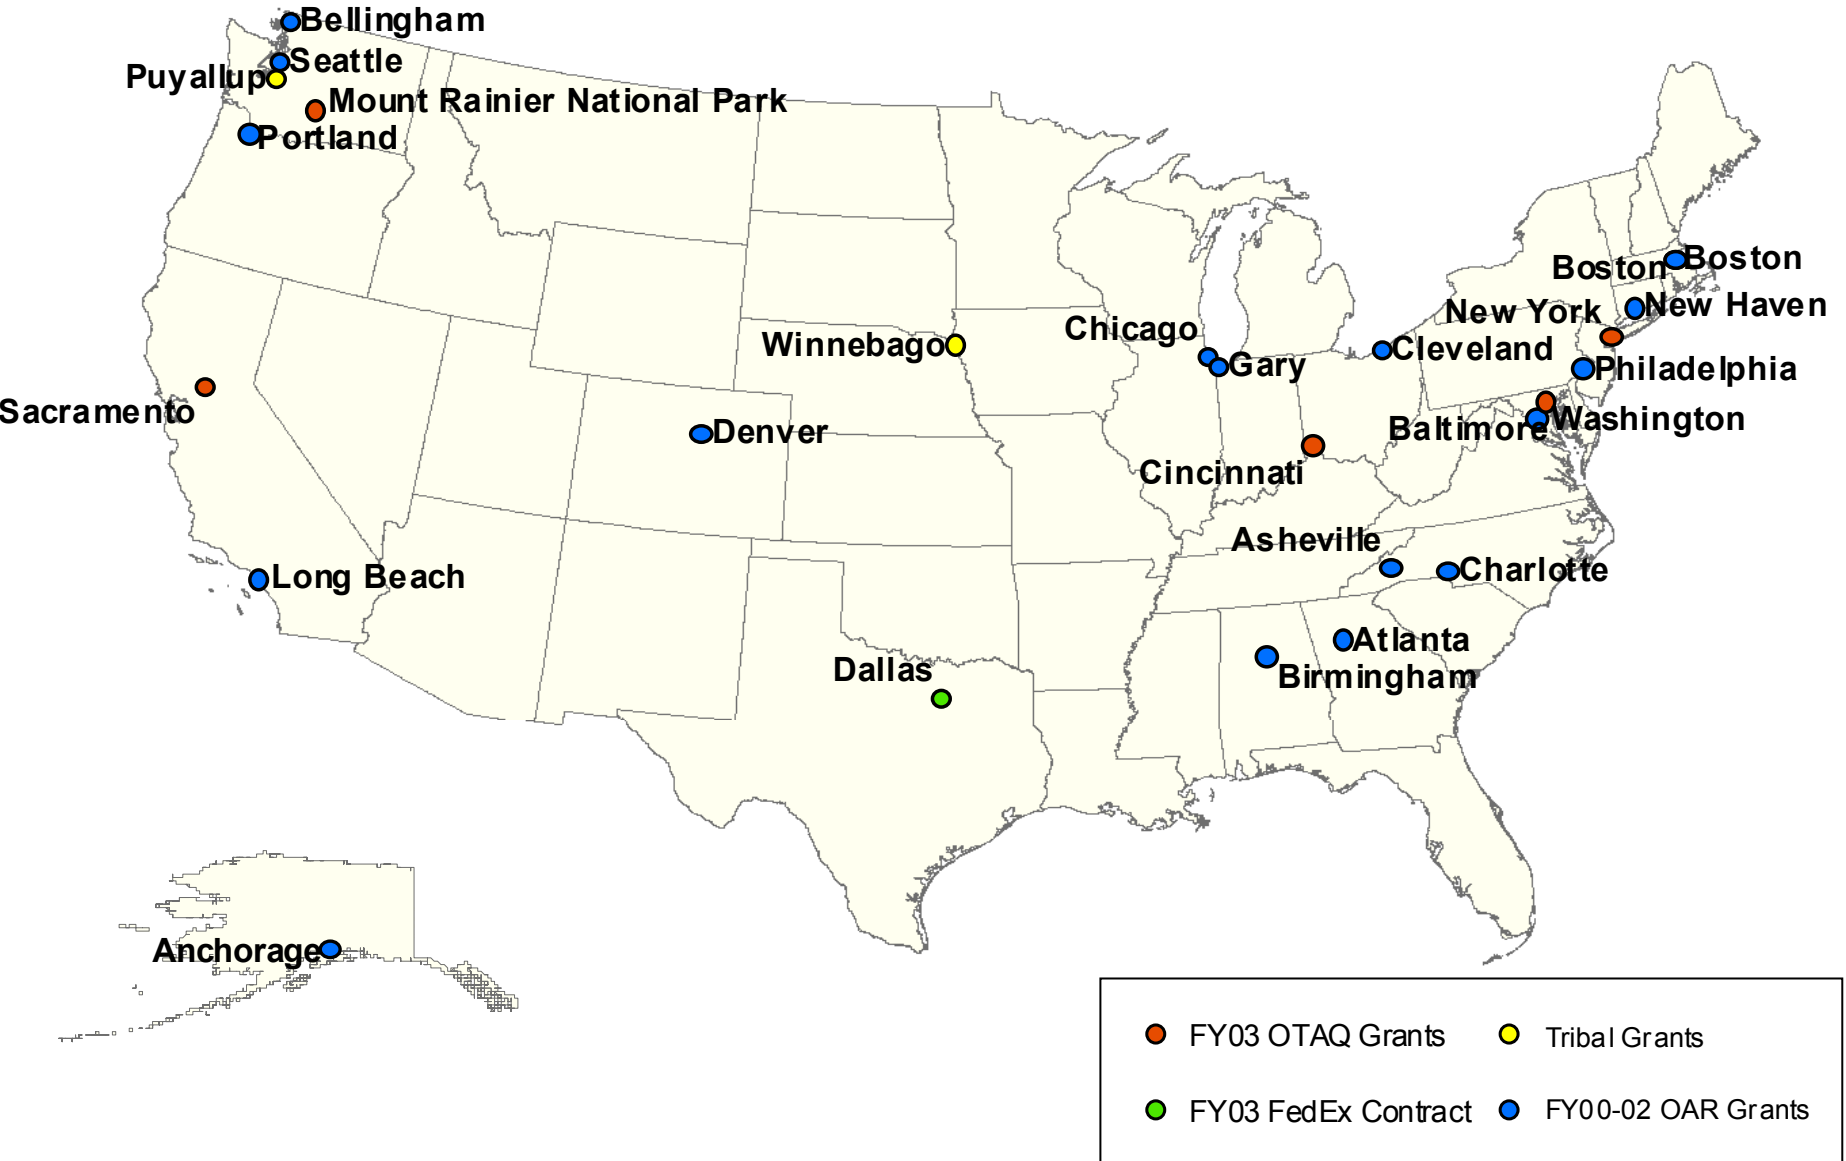 Bellingham
Seattle
Puyallup
Mount Rainier National Park
Portland
Boston
Boston
New Haven
New York
Chicago
Winnebago
Cleveland
Gary
Philadelphia
Sacramento
Washington
Baltimore
Denver
Cincinnati
Asheville
Charlotte
Long Beach
Atlanta
Dallas
Birmingham
Anchorage
FY03 OTAQ Grants
Tribal Grants
FY03 FedEx Contract
FY00-02 OAR Grants